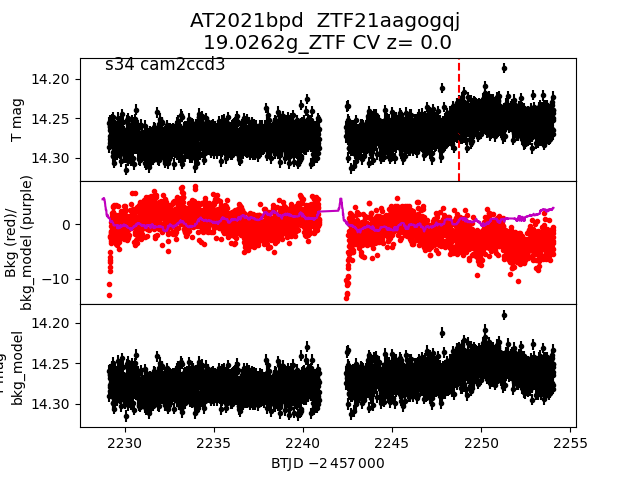 AT2021bpd  ZTF21aagogqj
19.0262g_ZTF CV z= 0.0
s34 cam2ccd3
T mag
14.20
14.25
14.30
Bkg (red)/
bkg_model (purple)
0
−10
mag
bkg_model
14.20
14.25
14.30
2230 2235 2240 2245 2250 2255
BTJD −2 457 000